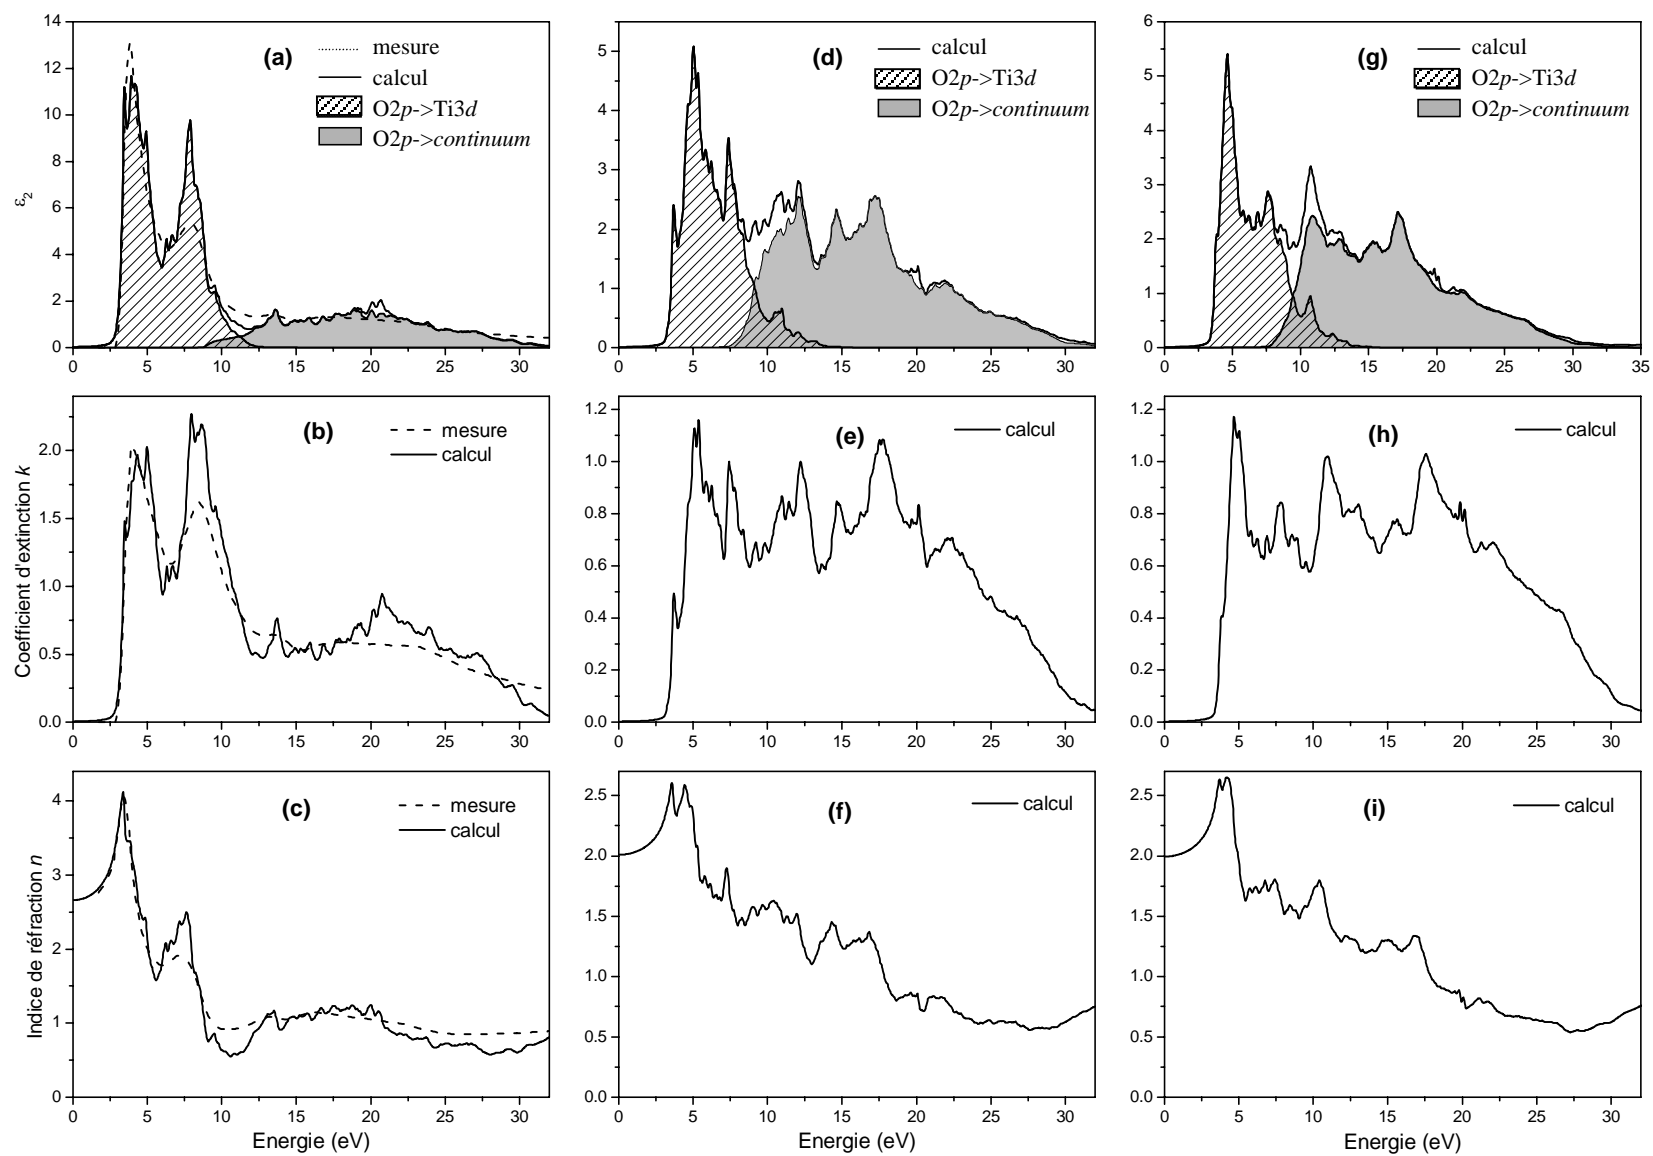 (a)
mesure
calcul
O2p->Ti3d
O2p->continuum
ε2
14
12
10
8
6
4
2
0
0 5 10 15 20 25 30
(d)
calcul
O2p->Ti3d
O2p->continuum
5
4
3
2
1
0
0 5 10 15 20 25 30
(g)
calcul
O2p->Ti3d
O2p->continuum
6
5
4
3
2
1
0
0 5 10 15 20 25 30 35
(b)
mesure
calcul
Coefficient d'extinction k
2.0
1.5
1.0
0.5
0.0
0 5 10 15 20 25 30
(e)
calcul
1.2
1.0
0.8
0.6
0.4
0.2
0.0
0 5 10 15 20 25 30
(h)
calcul
1.2
1.0
0.8
0.6
0.4
0.2
0.0
0 5 10 15 20 25 30
(c)
mesure
calcul
Indice de réfraction n
4
3
2
1
0
0 5 10 15 20 25 30
Energie (eV)
(f)
calcul
2.5
2.0
1.5
1.0
0.5
0.0
0 5 10 15 20 25 30
Energie (eV)
(i)
calcul
2.5
2.0
1.5
1.0
0.5
0.0
0 5 10 15 20 25 30
Energie (eV)